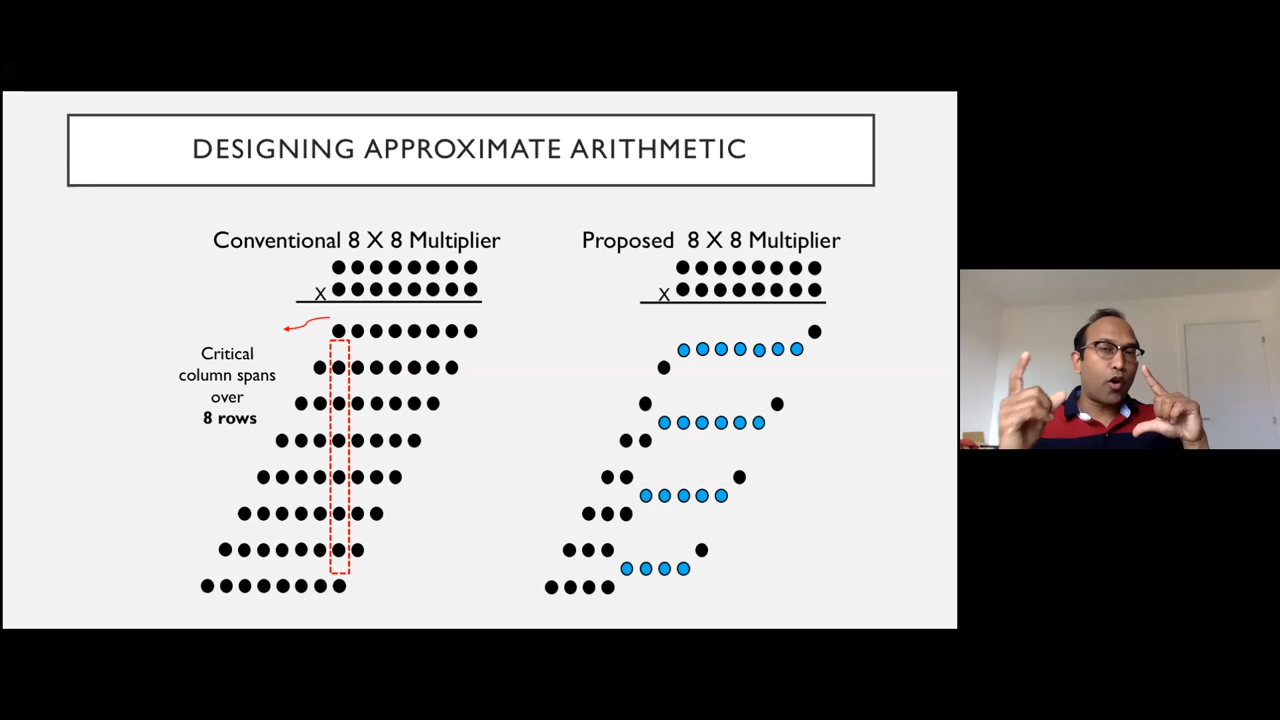 DESIGNING APPROXIMATE ARITHMETIC
Conventional 8 X 8 Multiplier
Proposed 8 X 8 Multiplier
X
X
Critical
column spans
over
8 rows